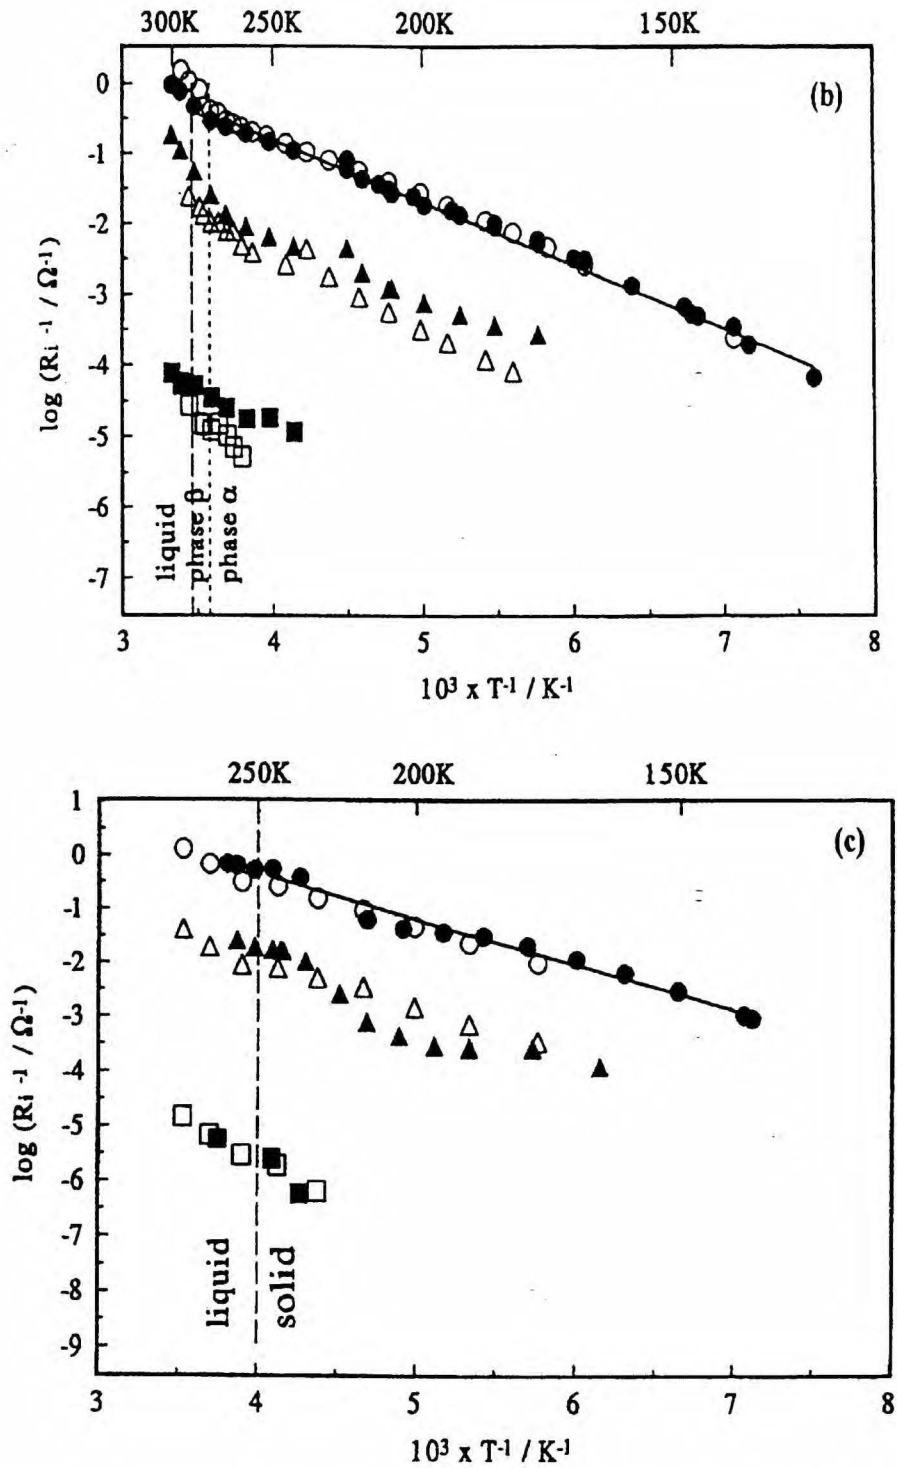 300K 250K 200K 150K
(b)
0
-1
-2
-3
-4
-5
-6
-7
log (Ri -1 / Ω-1)
liquid
phase β
phase α
3 4 5 6 7 8
10³ x T-1 / K-1
250K 200K 150K
(c)
1
0
-1
-2
-3
-4
-5
-6
-7
-8
-9
log (Ri -1 / Ω-1)
liquid
solid
3 4 5 6 7 8
10³ x T-1 / K-1